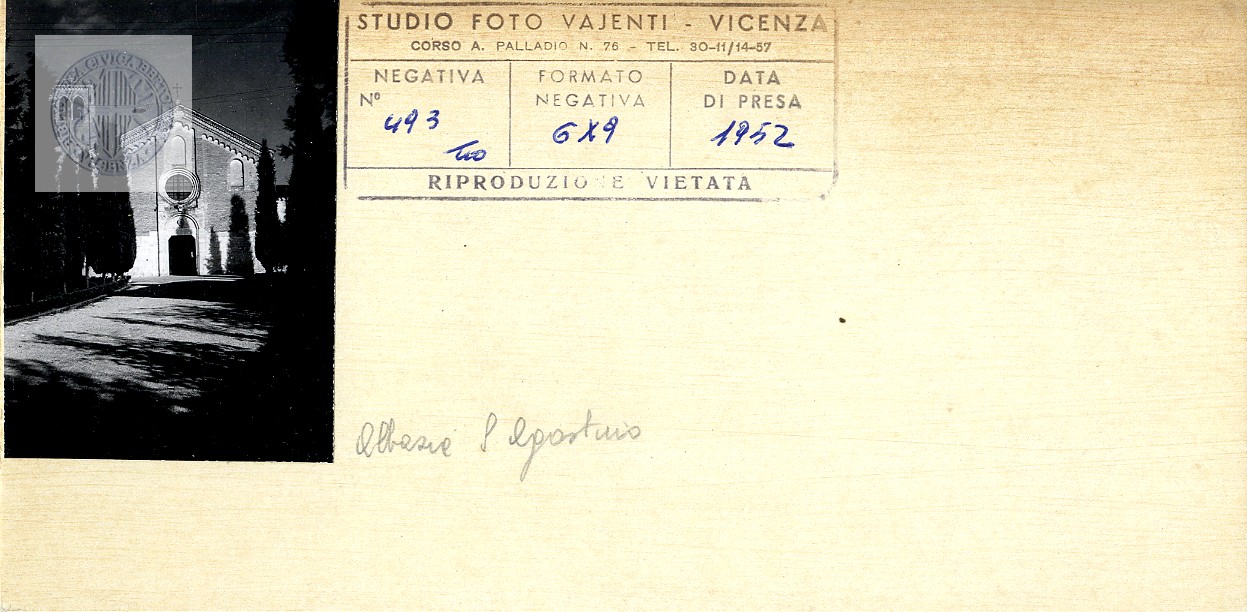 STUDIO FOTO VAJENTI - VICENZA
CORSO A. PALLADIO N. 76 - TEL. 30-11/14-57
NEGATIVA
Nº
493
FORMATO
NEGATIVA
6X9
DATA
DI PRESA
1952
RIPRODUZIONE VIETATA
Abbazia S Agostino